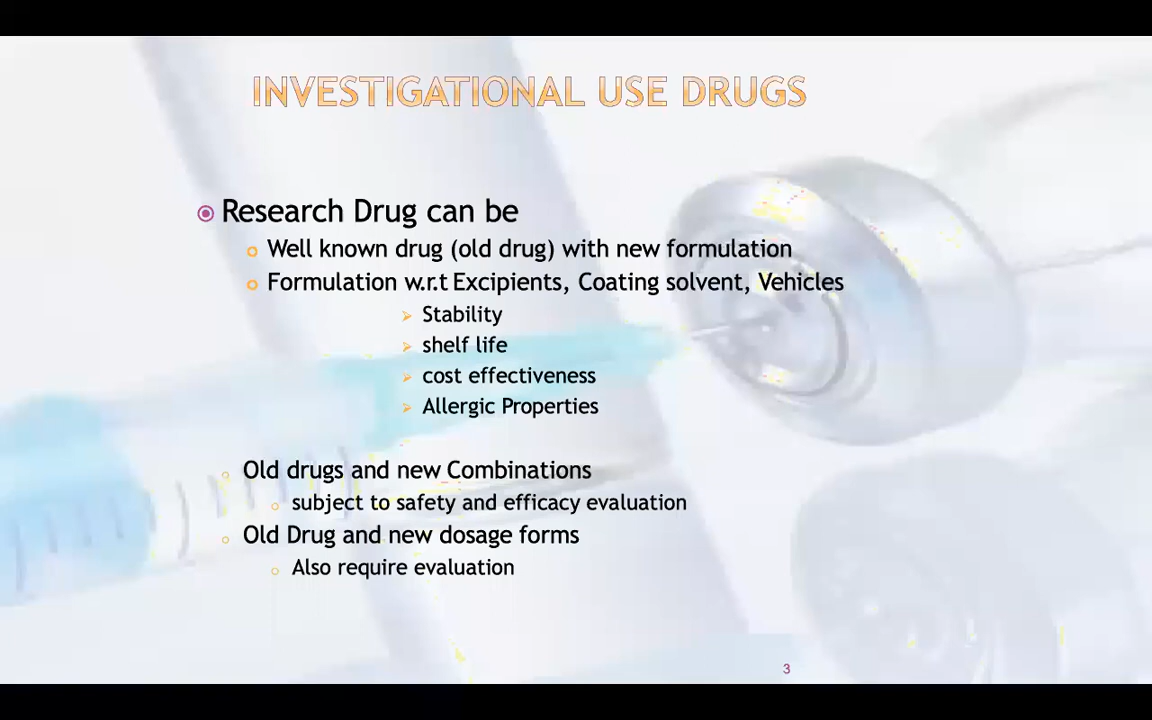 INVESTIGATIONAL USE DRUGS
Research Drug can be
Well known drug (old drug) with new formulation
Formulation w.r.t Excipients, Coating solvent, Vehicles
Stability
shelf life
cost effectiveness
Allergic Properties
Old drugs and new Combinations
subject to safety and efficacy evaluation
Old Drug and new dosage forms
Also require evaluation
3